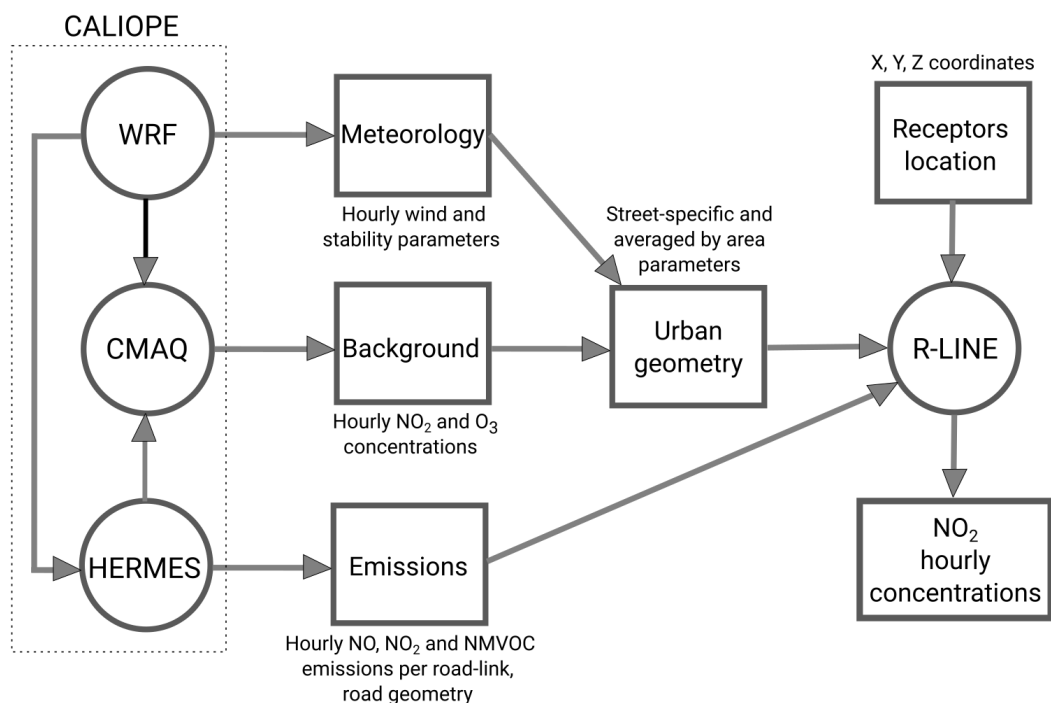 CALIOPE
WRF
CMAQ
HERMES
Meteorology
Hourly wind and
stability parameters
Background
Hourly NO₂ and O₃
concentrations
Emissions
Hourly NO, NO₂ and NMVOC
emissions per road-link,
road geometry
Street-specific and
averaged by area
parameters
Urban
geometry
X, Y, Z coordinates
Receptors
location
R-LINE
NO₂
hourly
concentrations